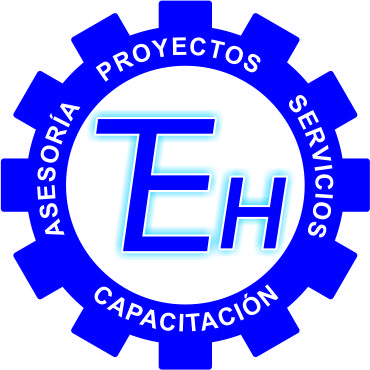 ASESORÍA
PROYECTOS
SERVICIOS
CAPACITACIÓN
TEH